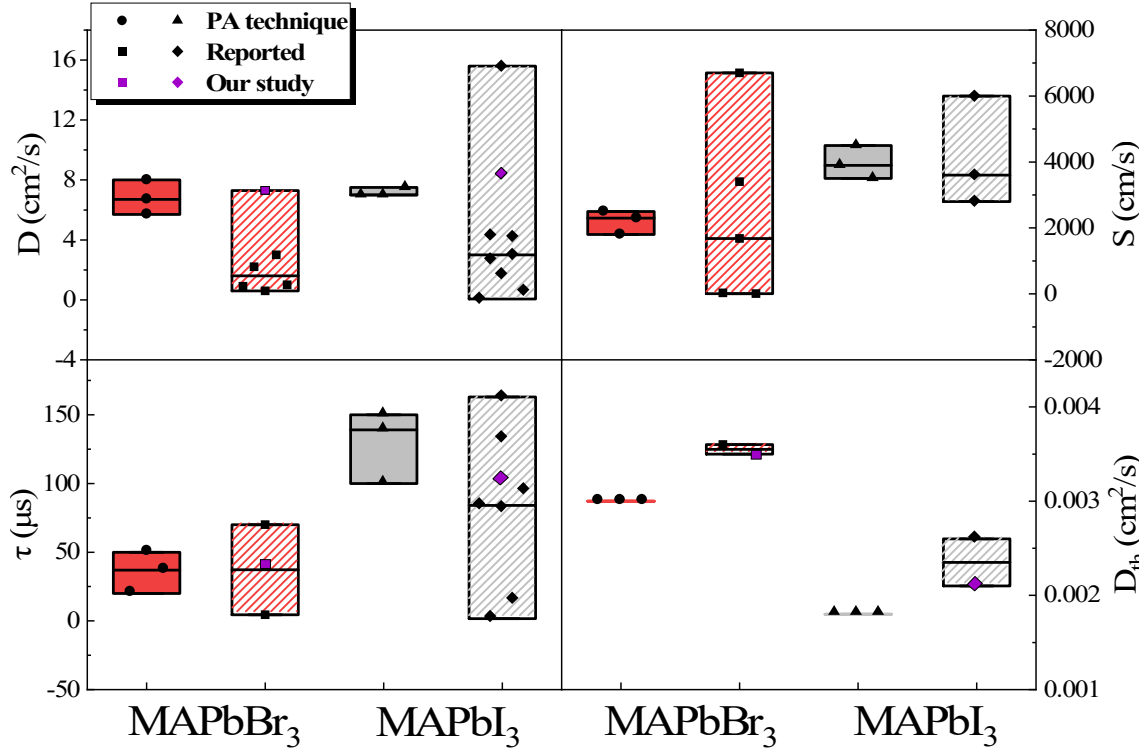 PA technique
Reported
Our study
16
12
8
4
0
-4
D (cm²/s)
8000
6000
4000
2000
0
-2000
S (cm/s)
150
100
50
0
-50
τ (μs)
0.004
0.003
0.002
0.001
D_th (cm²/s)
MAPbBr₃
MAPbI₃
MAPbBr₃
MAPbI₃